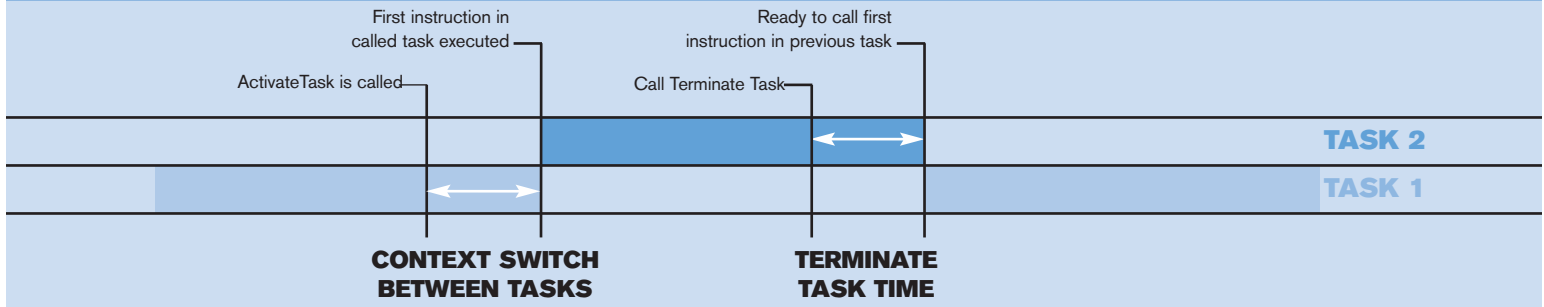 First instruction in
called task executed
Ready to call first
instruction in previous task
ActivateTask is called
Call Terminate Task
TASK 2
TASK 1
CONTEXT SWITCH
BETWEEN TASKS
TERMINATE
TASK TIME